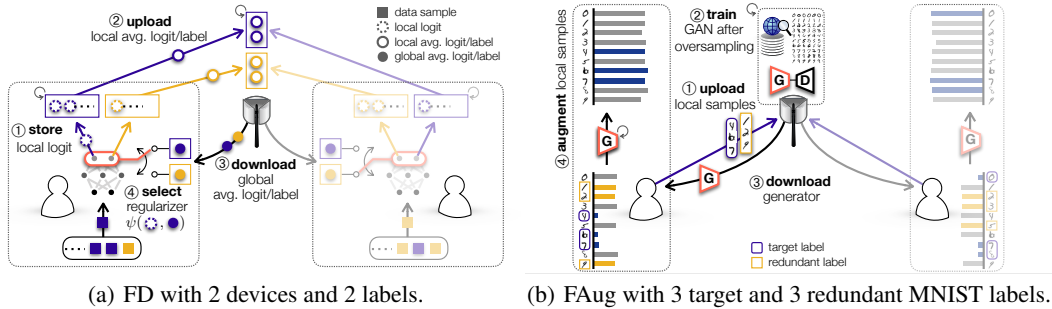 ② upload
local avg. logit/label
data sample
local logit
local avg. logit/label
global avg. logit/label
① store
local logit
③ download
global
avg. logit/label
④ select
regularizer
ψ( , )
(a) FD with 2 devices and 2 labels.
④ augment local samples
② train
GAN after
oversampling
G D
① upload
local samples
G
G
③ download
generator
G
target label
redundant label
(b) FAug with 3 target and 3 redundant MNIST labels.